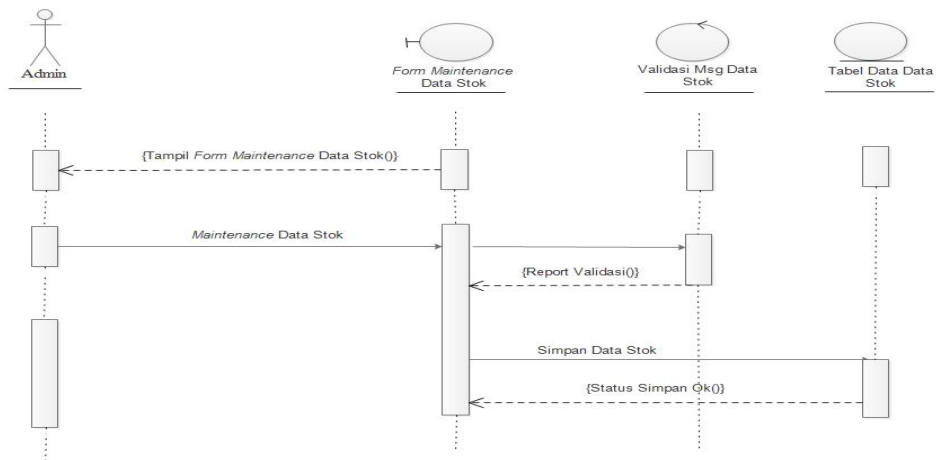 Admin
Form Maintenance
Data Stok
Validasi Msg Data
Stok
Tabel Data Data
Stok
{Tampil Form Maintenance Data Stok()}
Maintenance Data Stok
{Report Validasi()}
Simpan Data Stok
{Status Simpan Ok()}